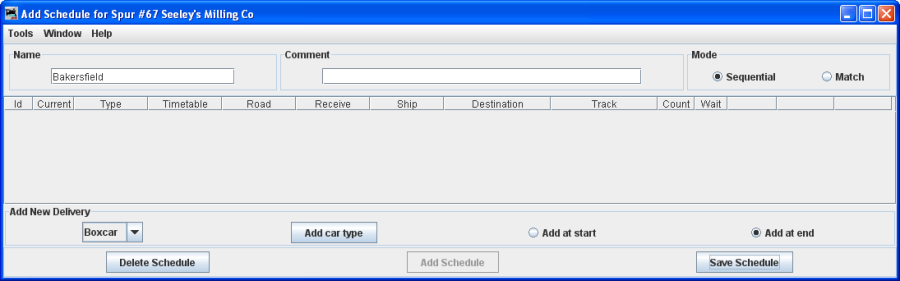 Add Schedule for Spur #67 Seeley's Milling Co
Tools Window Help
Name Comment Mode
Bakersfield Sequential Match
Id Current Type Timetable Road Receive Ship Destination Track Count Wait
Add New Delivery
Boxcar Add car type Add at start Add at end
Delete Schedule Add Schedule Save Schedule